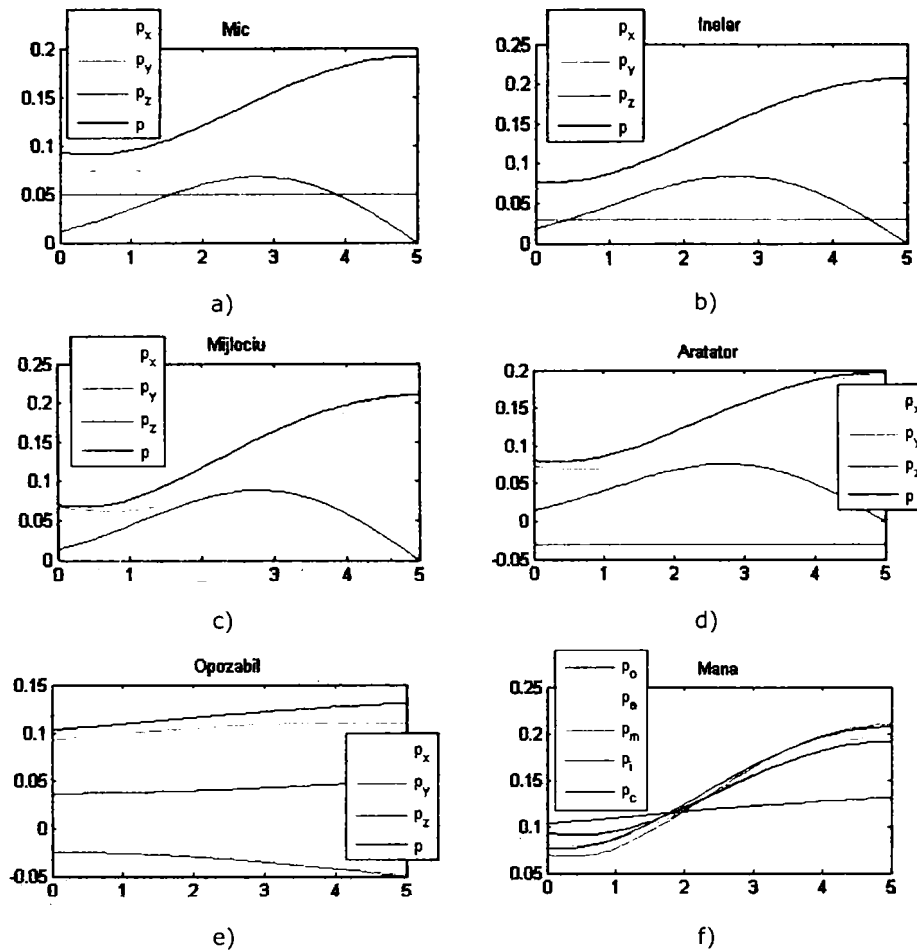 Mic
p_x
p_y
p_z
p
0.2
0.15
0.1
0.05
0
0 1 2 3 4 5
a)
Inelar
p_x
p_y
p_z
p
0.25
0.2
0.15
0.1
0.05
0
0 1 2 3 4 5
b)
Mijlociu
p_x
p_y
p_z
p
0.25
0.2
0.15
0.1
0.05
0
0 1 2 3 4 5
c)
Aratator
p_x
p_y
p_z
p
0.2
0.15
0.1
0.05
0
-0.05
0 1 2 3 4 5
d)
Opozabil
p_x
p_y
p_z
p
0.15
0.1
0.05
0
-0.05
0 1 2 3 4 5
e)
Mana
p_o
p_a
p_m
p_i
p_c
0.25
0.2
0.15
0.1
0.05
0 1 2 3 4 5
f)